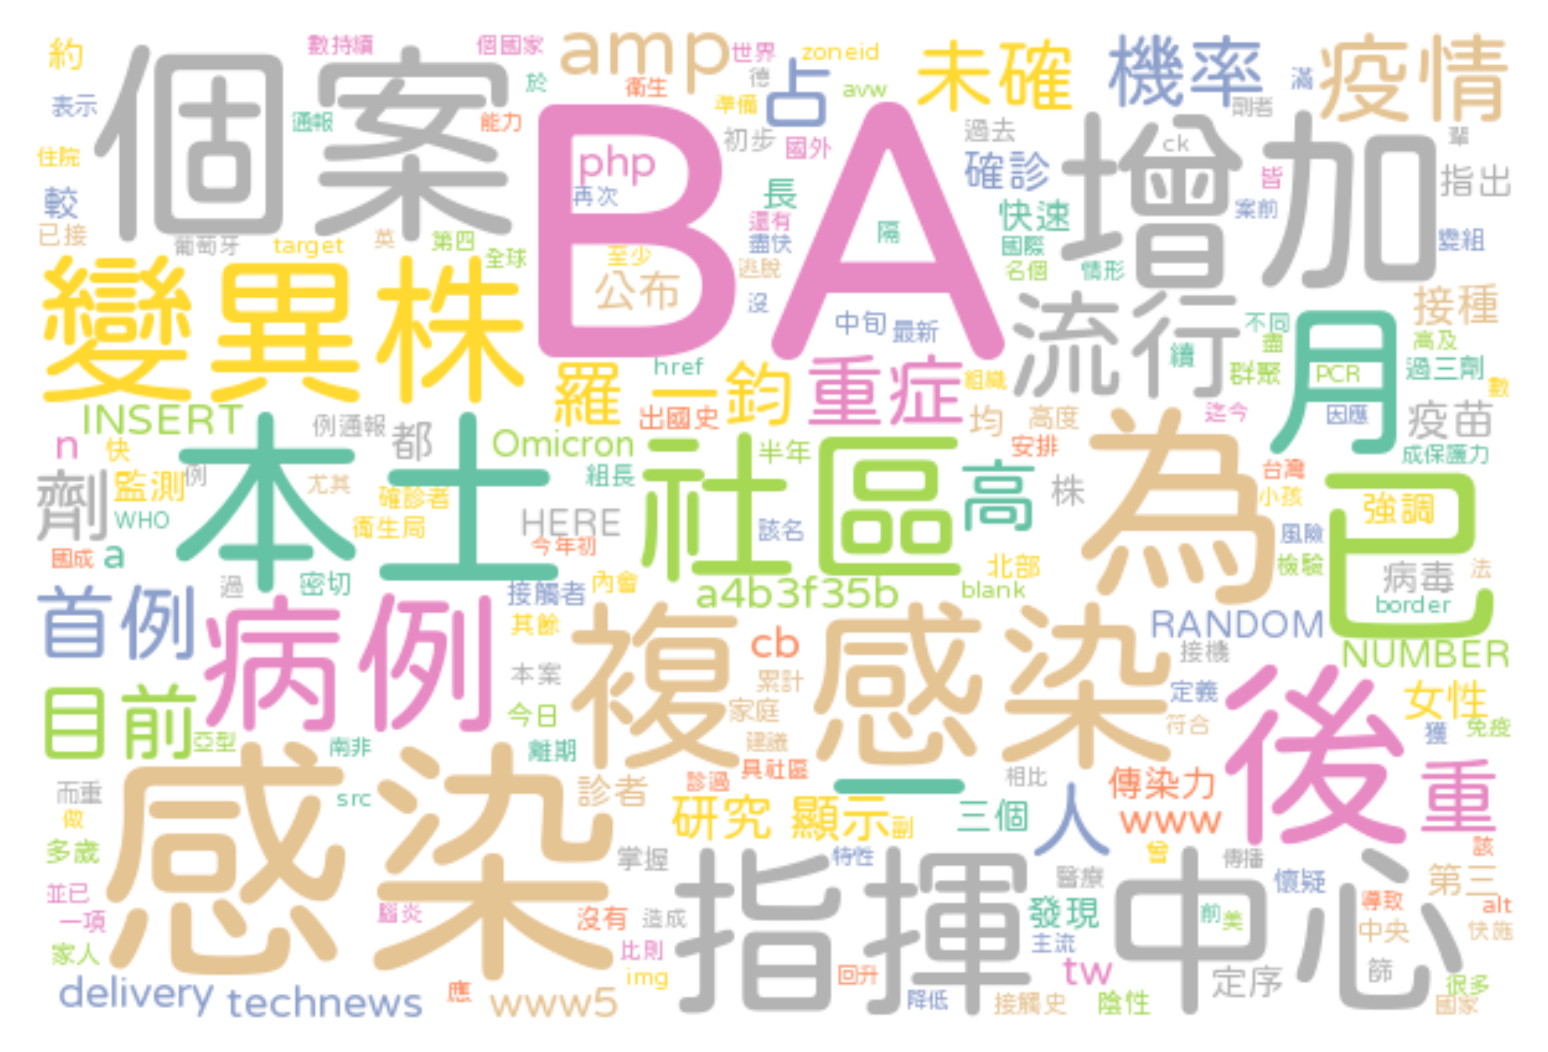 約
數持續
個國家
amp
世界
zoneid
未確
機率
疫情
表示
個案
於
衛生
德
占
avw
滿
通報
能力
BA
準備
初步
國外
過去
增加
ck
住院
php
確診
皆
指出
較
再次
長
快速
案前
已接
葡萄牙
target
英
第四
全球
還有
盡快
隔
國際
名個
情形
變異株
至少
公布
逃脫
沒
中旬
最新
流行
不同
月
接種
羅一鈞
href
重症
組織
續
盡
群聚
PCR
高及
過三劑
數
INSERT
例通報
都
出國史
均
高度
迄今
因應
疫苗
n
快
本土
Omicron
半年
安排
為
台灣
成保護力
劑
監測
例
尤其
確診者
組長
社區
高
株
小孩
已
強調
WHO
衛生局
HERE
該名
風險
國成
a
今年初
北部
檢驗
病毒
法
過
密切
接觸者
內會
a4b3f35b
blank
border
首例
病例
其餘
複感染
cb
RANDOM
NUMBER
接機
本案
累計
定義
後
女性
目前
亞型
今日
家庭
符合
獲
免疫
南非
離期
建議
具社區
而重
src
感染
診者
診過
一
相比
傳染力
重
做
研究
顯示
副
三個
人
www
多歲
掌握
特性
曾
傳播
該
並已
指揮中心
醫療
懷疑
第三
一項
腦炎
沒有
造成
發現
前
美
導致
alt
家人
比則
主流
中央
快施
delivery
technews
應
www5
img
回升
降低
接觸史
tw
陰性
定序
篩
很多
國家